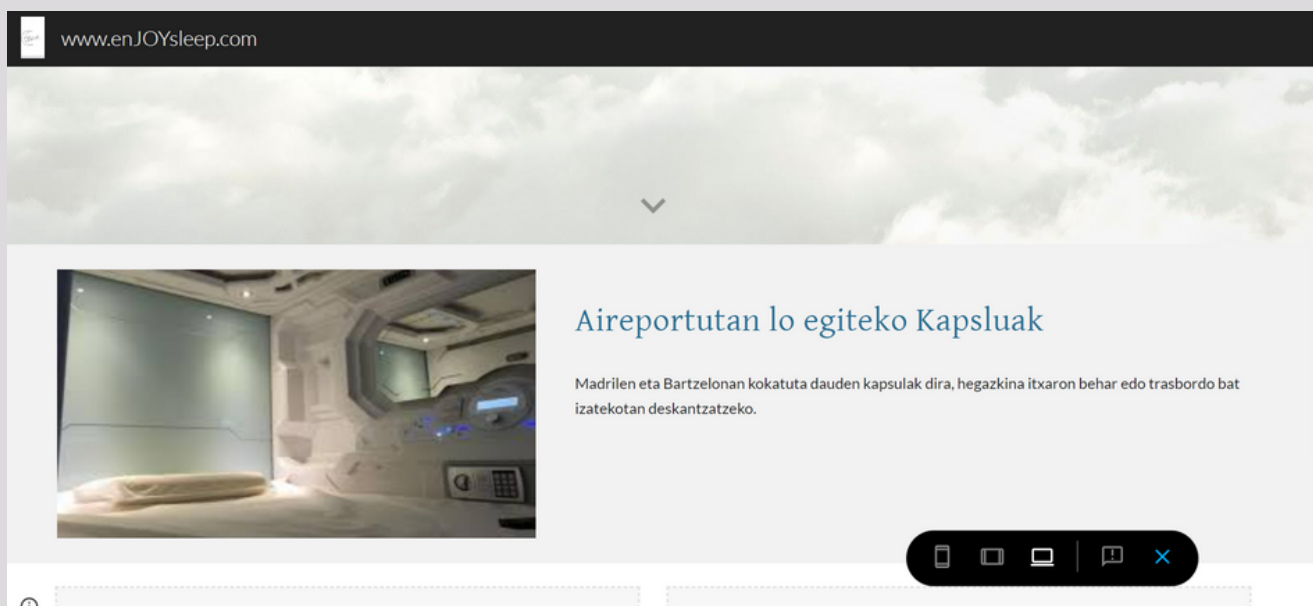 www.enJOYsleep.com
Aireportutan lo egiteko Kapsluak
Madrilen eta Bartzelonan kokatuta dauden kapsulak dira, hegazkina itxaron behar edo trasbordo bat
izatekotan deskantzatzeko.